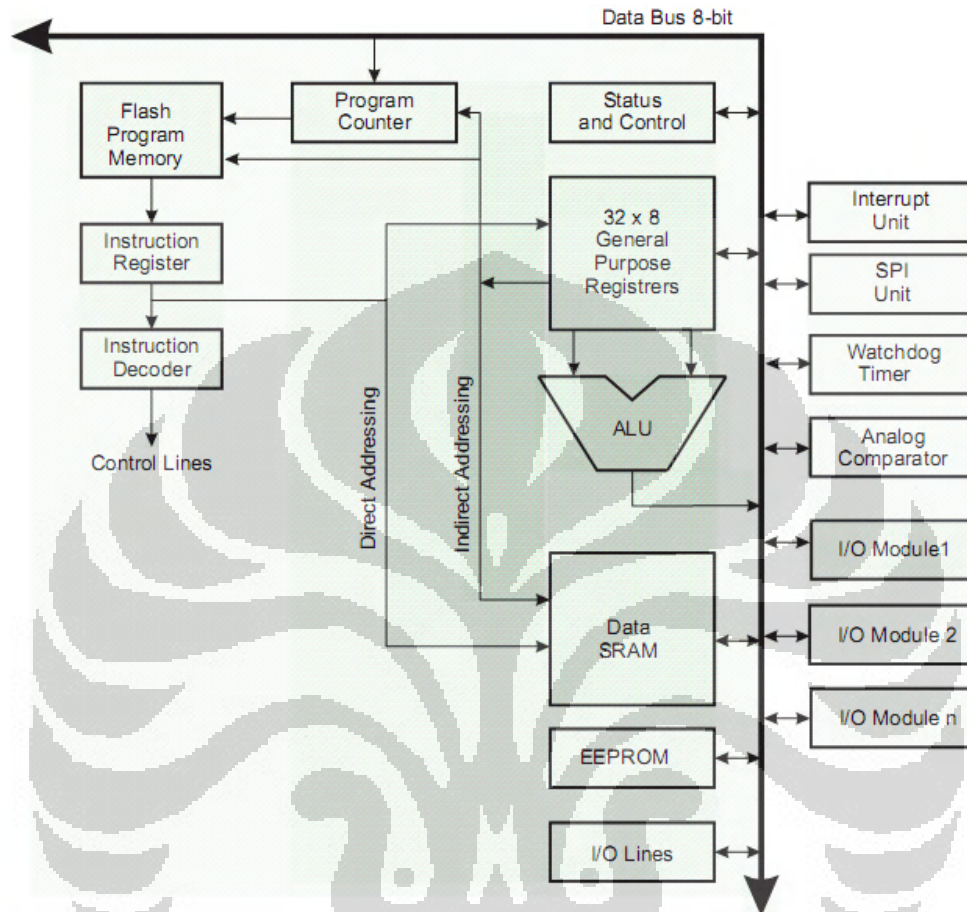 Data Bus 8-bit
Flash
Program
Memory
Program
Counter
Status
and Control
32 x 8
General
Purpose
Registrers
Interrupt
Unit
Instruction
Register
SPI
Unit
Instruction
Decoder
Watchdog
Timer
ALU
Analog
Comparator
Control Lines
Direct Addressing
Indirect Addressing
I/O Module1
Data
SRAM
I/O Module 2
I/O Module n
EEPROM
I/O Lines